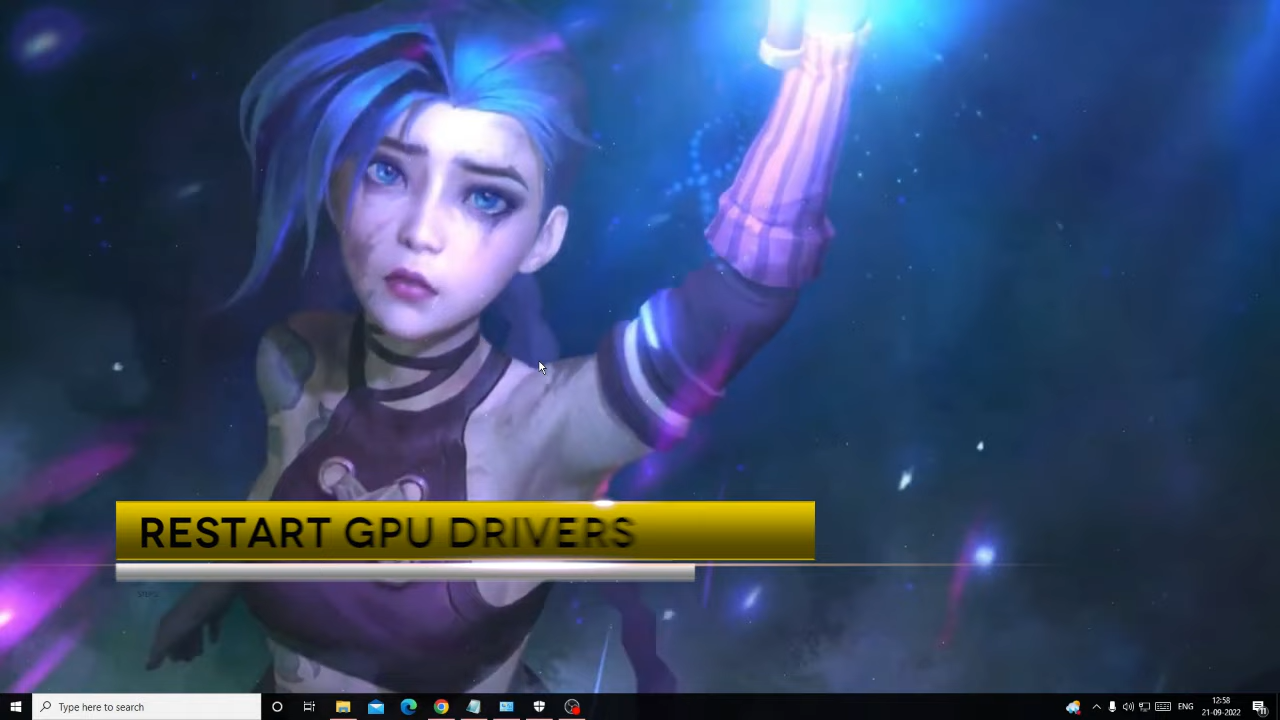 RESTART GPU DRIVERS
Type here to search
ENG
12:58
21-09-2022